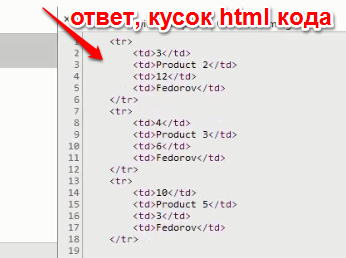 ответ, кусок html кода
1 <tr>
2 <td>3</td>
3 <td>Product 2</td>
4 <td>12</td>
5 <td>Fedorov</td>
6 </tr>
7 <tr>
8 <td>4</td>
9 <td>Product 3</td>
10 <td>6</td>
11 <td>Fedorov</td>
12 </tr>
13 <tr>
14 <td>10</td>
15 <td>Product 5</td>
16 <td>3</td>
17 <td>Fedorov</td>
18 </tr>
19